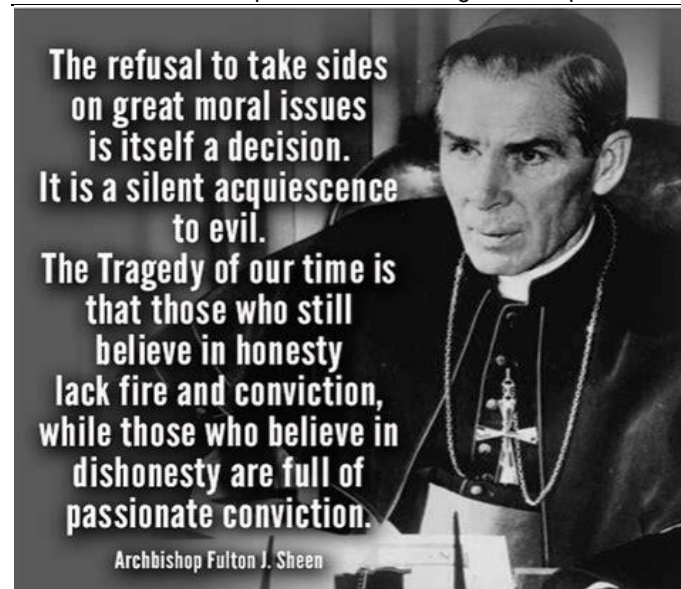 The refusal to take sides
on great moral issues
is itself a decision.
It is a silent acquiescence
to evil.
The Tragedy of our time is
that those who still
believe in honesty
lack fire and conviction,
while those who believe in
dishonesty are full of
passionate conviction.
Archbishop Fulton J. Sheen